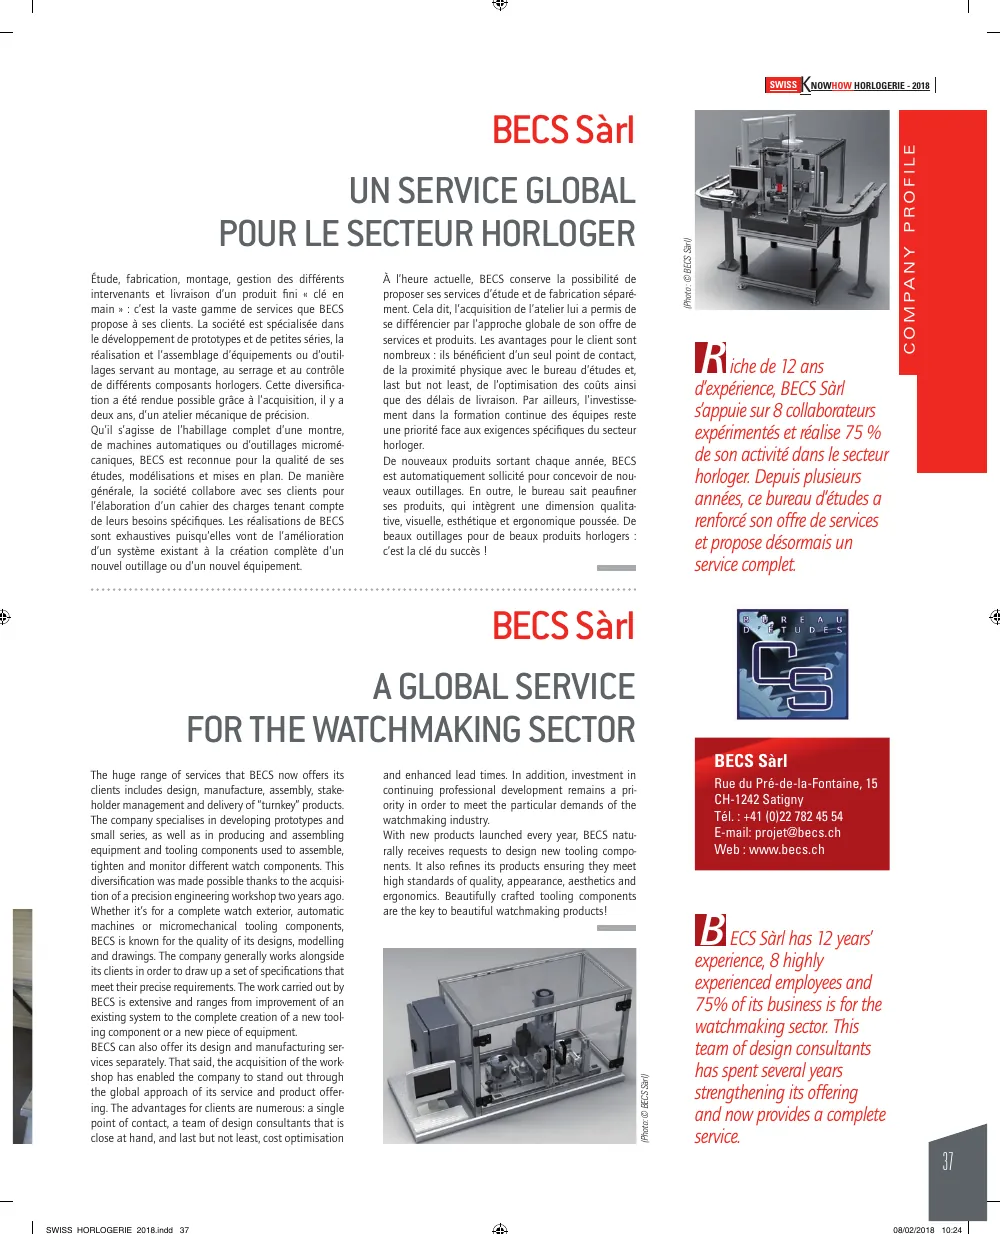 SWISS KNOWHOW HORLOGERIE - 2018
BECS Sàrl
UN SERVICE GLOBAL
POUR LE SECTEUR HORLOGER
Étude, fabrication, montage, gestion des différents
intervenants et livraison d'un produit fini « clé en
main » : c'est la vaste gamme de services que BECS
propose à ses clients. La société est spécialisée dans
le développement de prototypes et de petites séries, la
réalisation et l'assemblage d'équipements ou d'outil-
lages servant au montage, au serrage et au contrôle
de différents composants horlogers. Cette diversifica-
tion a été rendue possible grâce à l'acquisition, il y a
deux ans, d'un atelier mécanique de précision.
Qu'il s'agisse de l'habillage complet d'une montre,
de machines automatiques ou d'outillages micromé-
caniques, BECS est reconnue pour la qualité de ses
études, modélisations et mises en plan. De manière
générale, la société collabore avec ses clients pour
l'élaboration d'un cahier des charges tenant compte
de leurs besoins spécifiques. Les réalisations de BECS
sont exhaustives puisqu'elles vont de l'amélioration
d'un système existant à la création complète d'un
nouvel outillage ou d'un nouvel équipement.
À l'heure actuelle, BECS conserve la possibilité de
proposer ses services d'étude et de fabrication séparé-
ment. Cela dit, l'acquisition de l'atelier lui a permis de
se différencier par l'approche globale de son offre de
services et produits. Les avantages pour le client sont
nombreux : ils bénéficient d'un seul point de contact,
de la proximité physique avec le bureau d'études et,
last but not least, de l'optimisation des coûts ainsi
que des délais de livraison. Par ailleurs, l'investisse-
ment dans la formation continue des équipes reste
une priorité face aux exigences spécifiques du secteur
horloger.
De nouveaux produits sortant chaque année, BECS
est automatiquement sollicité pour concevoir de nou-
veaux outillages. En outre, le bureau sait peaufiner
ses produits, qui intègrent une dimension qualita-
tive, visuelle, esthétique et ergonomique poussée. De
beaux outillages pour de beaux produits horlogers :
c'est la clé du succès !
(Photo: © BECS Sàrl)
COMPANY PROFILE
Riche de 12 ans
d'expérience, BECS Sàrl
s'appuie sur 8 collaborateurs
expérimentés et réalise 75 %
de son activité dans le secteur
horloger. Depuis plusieurs
années, ce bureau d'études a
renforcé son offre de services
et propose désormais un
service complet.
BECS Sàrl
A GLOBAL SERVICE
FOR THE WATCHMAKING SECTOR
The huge range of services that BECS now offers its
clients includes design, manufacture, assembly, stake-
holder management and delivery of "turnkey" products.
The company specialises in developing prototypes and
small series, as well as in producing and assembling
equipment and tooling components used to assemble,
tighten and monitor different watch components. This
diversification was made possible thanks to the acquisi-
tion of a precision engineering workshop two years ago.
Whether it's for a complete watch exterior, automatic
machines or micromechanical tooling components,
BECS is known for the quality of its designs, modelling
and drawings. The company generally works alongside
its clients in order to draw up a set of specifications that
meet their precise requirements. The work carried out by
BECS is extensive and ranges from improvement of an
existing system to the complete creation of a new tool-
ing component or a new piece of equipment.
BECS can also offer its design and manufacturing ser-
vices separately. That said, the acquisition of the work-
shop has enabled the company to stand out through
the global approach of its service and product offer-
ing. The advantages for clients are numerous: a single
point of contact, a team of design consultants that is
close at hand, and last but not least, cost optimisation
and enhanced lead times. In addition, investment in
continuing professional development remains a pri-
ority in order to meet the particular demands of the
watchmaking industry.
With new products launched every year, BECS natu-
rally receives requests to design new tooling compo-
nents. It also refines its products ensuring they meet
high standards of quality, appearance, aesthetics and
ergonomics. Beautifully crafted tooling components
are the key to beautiful watchmaking products!
(Photo: © BECS Sàrl)
BUREAU
D'ÉTUDES
CS
BECS Sàrl
Rue du Pré-de-la-Fontaine, 15
CH-1242 Satigny
Tél. : +41 (0)22 782 45 54
E-mail: projet@becs.ch
Web : www.becs.ch
BECS Sàrl has 12 years'
experience, 8 highly
experienced employees and
75% of its business is for the
watchmaking sector. This
team of design consultants
has spent several years
strengthening its offering
and now provides a complete
service.
37
SWISS HORLOGERIE 2018.indd 37
08/02/2018 10:24